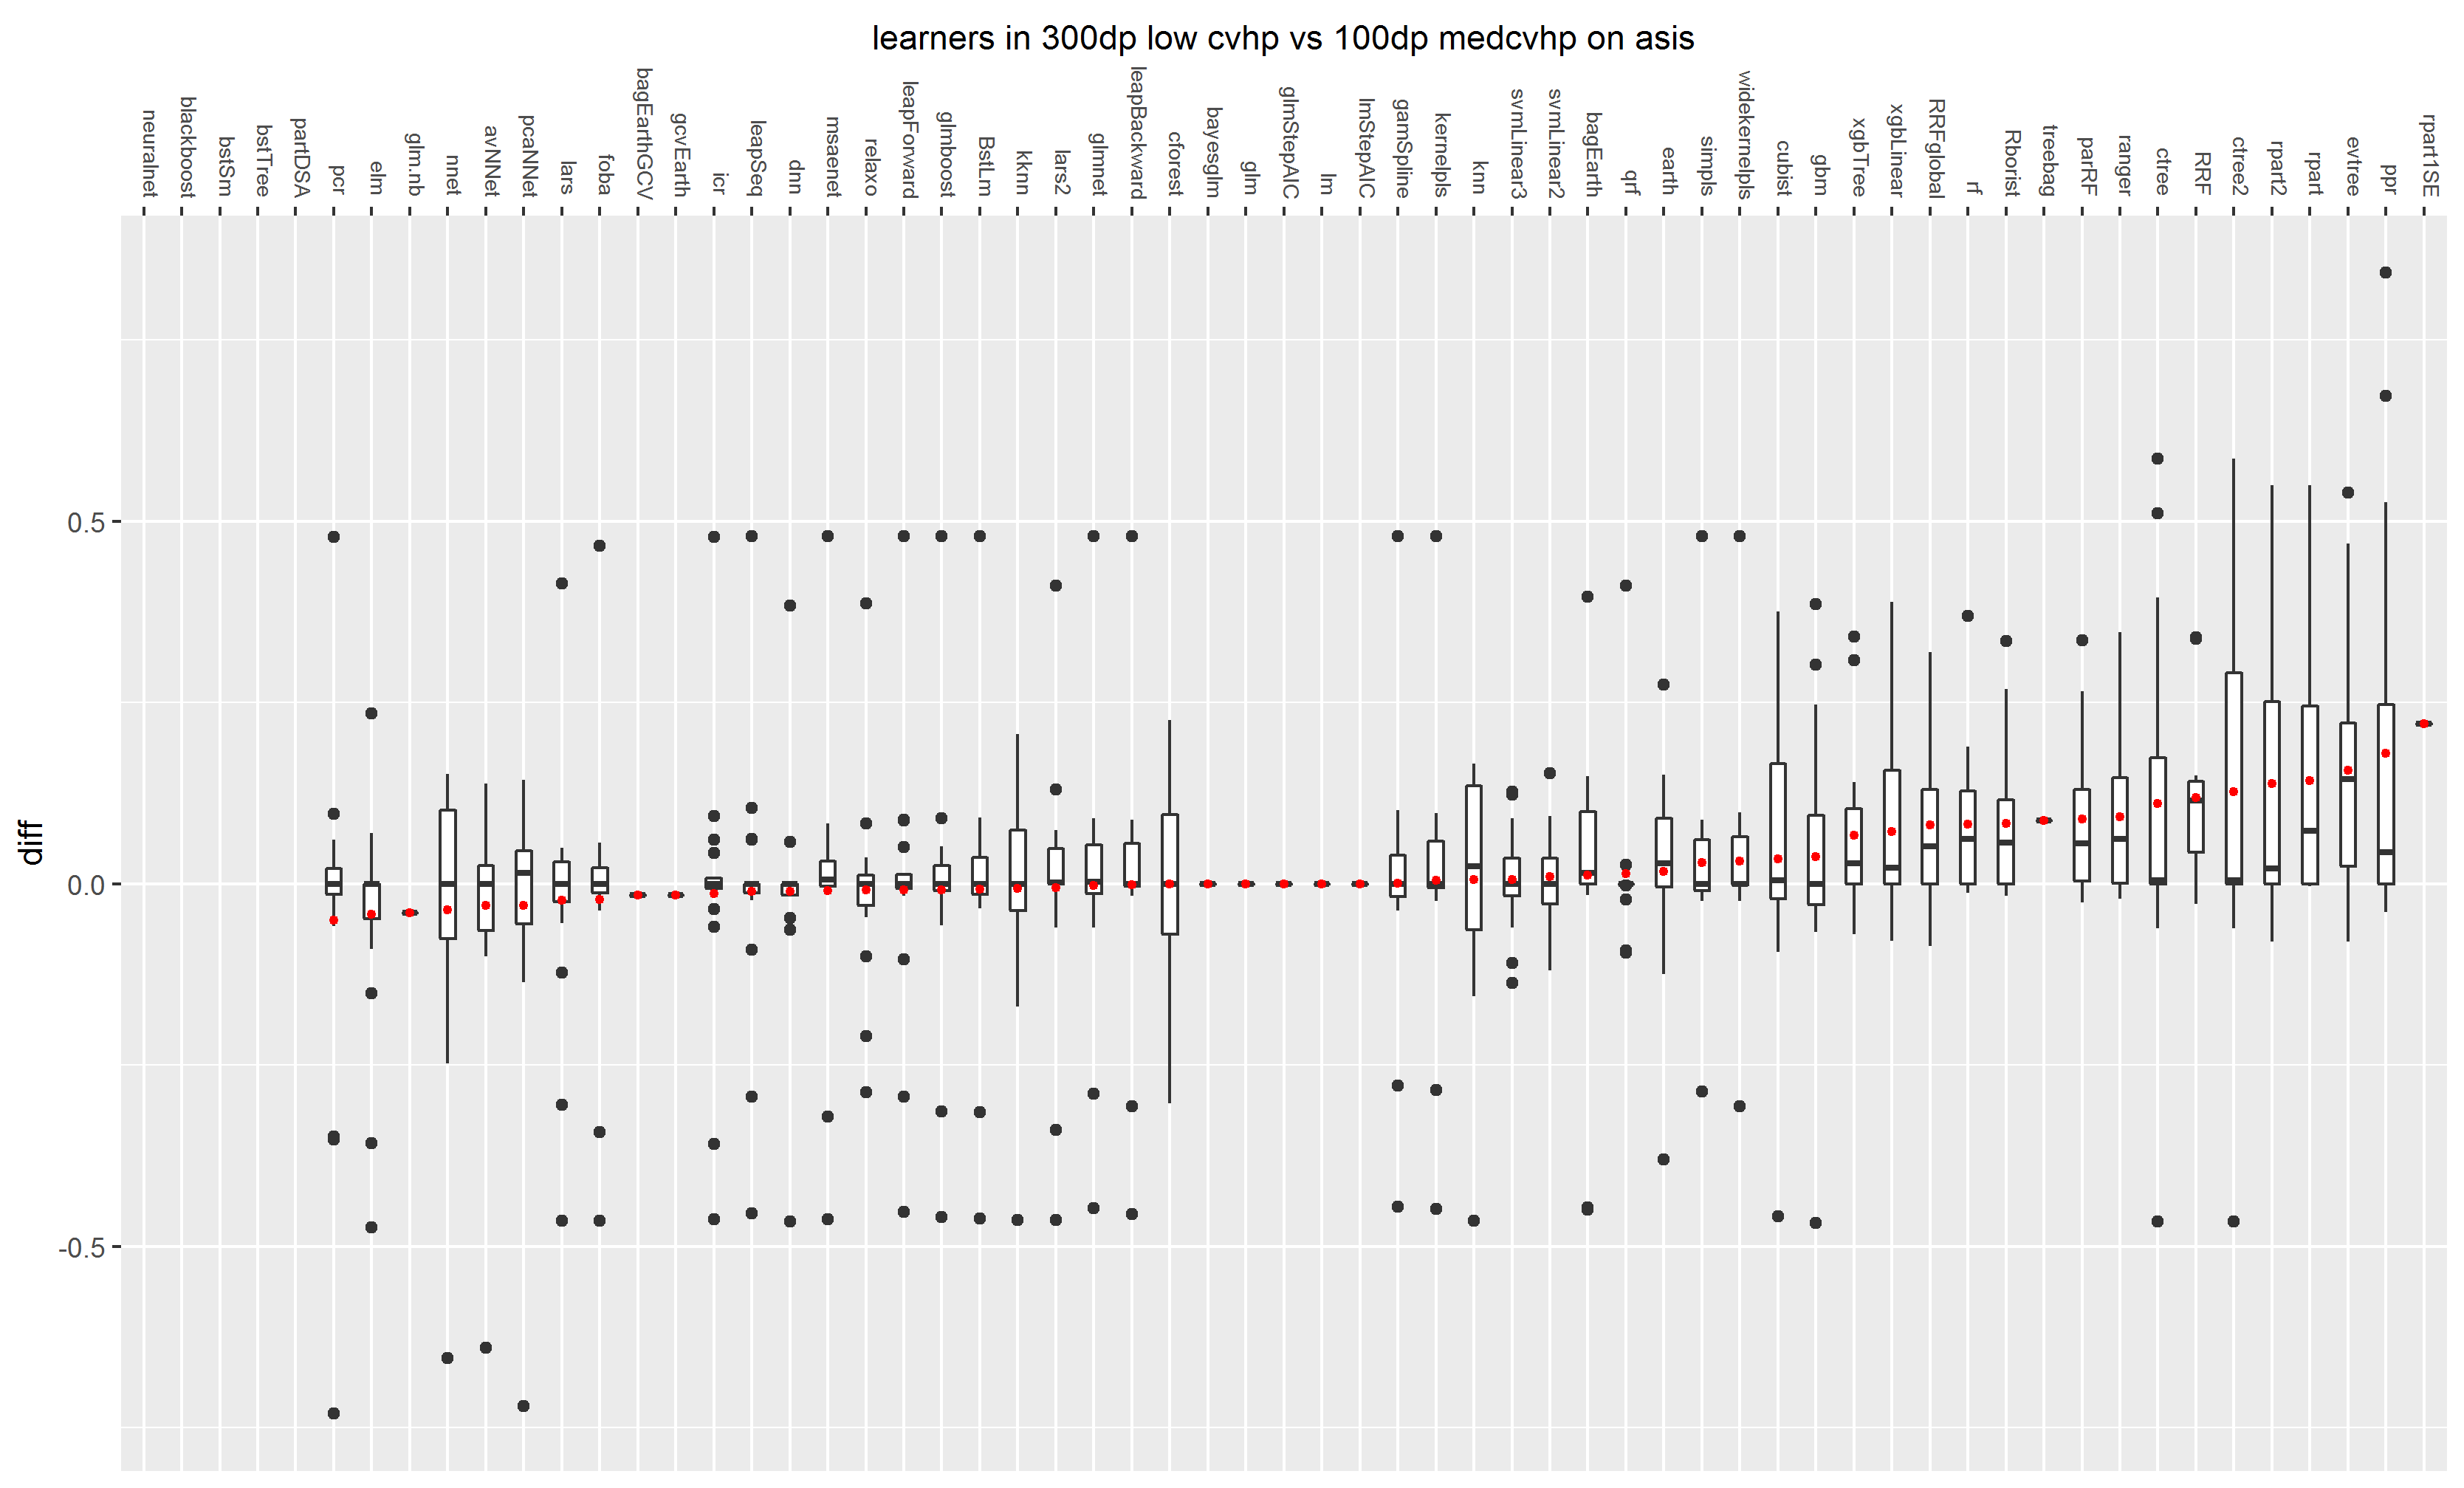 learners in 300dp low cvhp vs 100dp medcvhp on asis
neuralnet
blackboost
bstSm
bstTree
partDSA
pcr
elm
glm.nb
nnet
avNNet
pcaNNet
lars
foba
bagEarthGCV
gcvEarth
icr
leapSeq
dnn
msaenet
relaxo
leapForward
glmboost
BstLm
kknn
lars2
glmnet
leapBackward
cforest
bayesglm
glm
glmStepAIC
lm
lmStepAIC
gamSpline
kernelpls
knn
svmLinear3
svmLinear2
bagEarth
qrf
earth
simpls
widekernelpls
cubist
gbm
xgbTree
xgbLinear
RRFglobal
rf
Rborist
treebag
parRF
ranger
ctree
RRF
ctree2
rpart2
rpart
evtree
ppr
rpart1SE
0.5
0.0
-0.5
diff